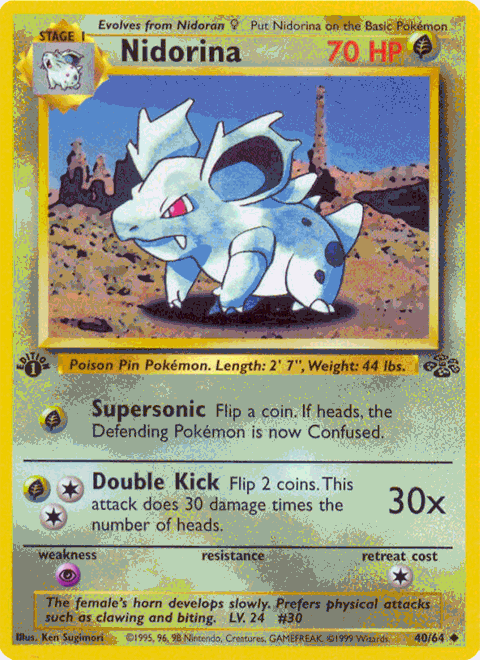 Evolves from Nidoran ♀ Put Nidorina on the Basic Pokémon
STAGE 1
Nidorina 70 HP
EDITION
1
Poison Pin Pokémon. Length: 2' 7", Weight: 44 lbs.
Supersonic Flip a coin. If heads, the
Defending Pokémon is now Confused.
Double Kick Flip 2 coins. This
attack does 30 damage times the
number of heads.
30x
weakness resistance retreat cost
The female's horn develops slowly. Prefers physical attacks
such as clawing and biting. LV. 24 #30
Illus. Ken Sugimori ©1995, 96, 98 Nintendo, Creatures, GAMEFREAK. ©1999 Wizards. 40/64